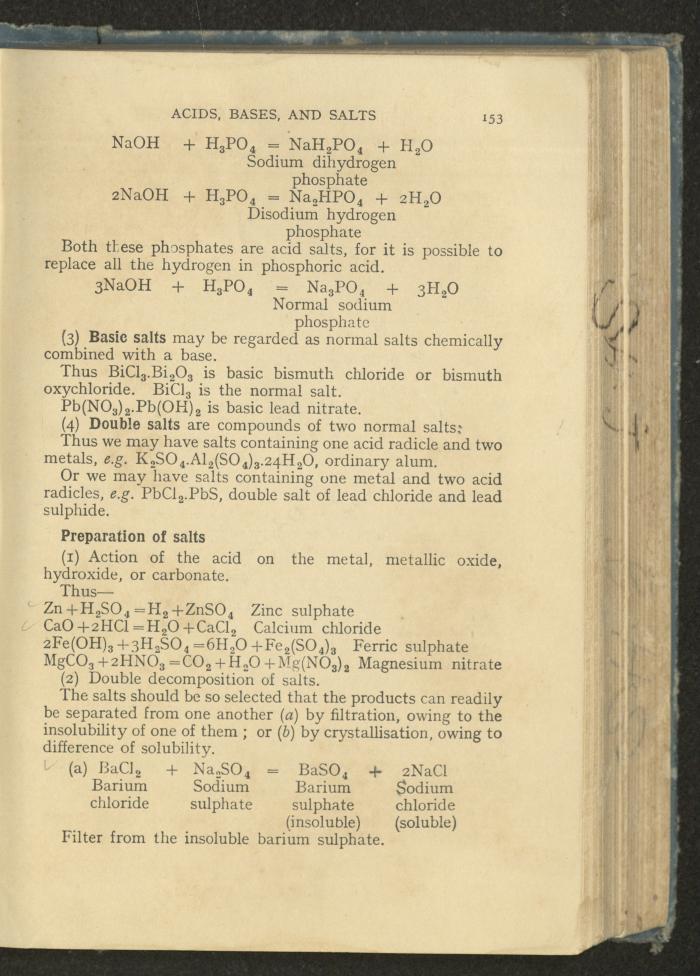 ACIDS, BASES, AND SALTS 153
NaOH + H₃PO₄ = NaH₂PO₄ + H₂O
Sodium dihydrogen
phosphate
2NaOH + H₃PO₄ = Na₂HPO₄ + 2H₂O
Disodium hydrogen
phosphate
Both these phosphates are acid salts, for it is possible to
replace all the hydrogen in phosphoric acid.
3NaOH + H₃PO₄ = Na₃PO₄ + 3H₂O
Normal sodium
phosphate
(3) Basic salts may be regarded as normal salts chemically
combined with a base.
Thus BiCl₃.Bi₂O₃ is basic bismuth chloride or bismuth
oxychloride. BiCl₃ is the normal salt.
Pb(NO₃)₂.Pb(OH)₂ is basic lead nitrate.
(4) Double salts are compounds of two normal salts:
Thus we may have salts containing one acid radicle and two
metals, e.g. K₂SO₄.Al₂(SO₄)₃.24H₂O, ordinary alum.
Or we may have salts containing one metal and two acid
radicles, e.g. PbCl₂.PbS, double salt of lead chloride and lead
sulphide.
Preparation of salts
(1) Action of the acid on the metal, metallic oxide,
hydroxide, or carbonate.
Thus—
Zn+H₂SO₄=H₂+ZnSO₄ Zinc sulphate
CaO+2HCl=H₂O+CaCl₂ Calcium chloride
2Fe(OH)₃+3H₂SO₄=6H₂O+Fe₂(SO₄)₃ Ferric sulphate
MgCO₃+2HNO₃=CO₂+H₂O+Mg(NO₃)₂ Magnesium nitrate
(2) Double decomposition of salts.
The salts should be so selected that the products can readily
be separated from one another (a) by filtration, owing to the
insolubility of one of them ; or (b) by crystallisation, owing to
difference of solubility.
(a) BaCl₂ + Na₂SO₄ = BaSO₄ + 2NaCl
Barium Sodium Barium Sodium
chloride sulphate sulphate chloride
(insoluble) (soluble)
Filter from the insoluble barium sulphate.